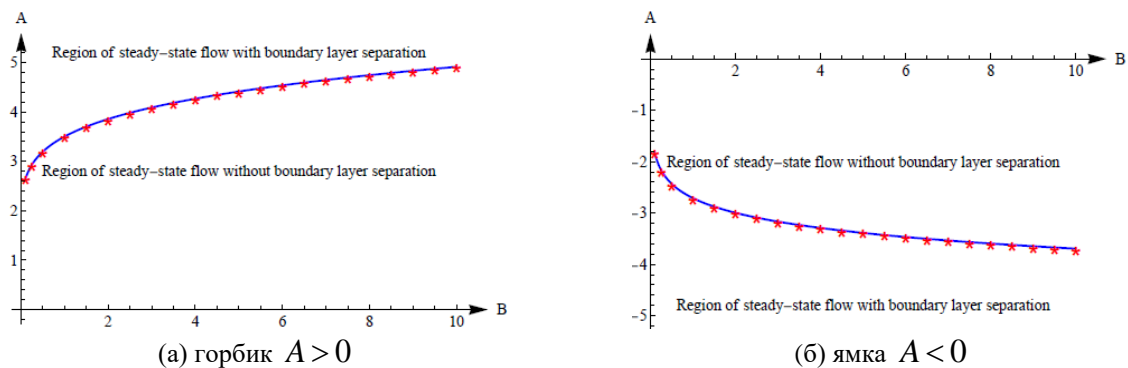 A
Region of steady-state flow with boundary layer separation
5
4
3
Region of steady-state flow without boundary layer separation
2
1
2 4 6 8 10 B
(а) горбик A > 0
A
2 4 6 8 10 B
-1
-2
Region of steady-state flow without boundary layer separation
-3
-4
Region of steady-state flow with boundary layer separation
-5
(б) ямка A < 0